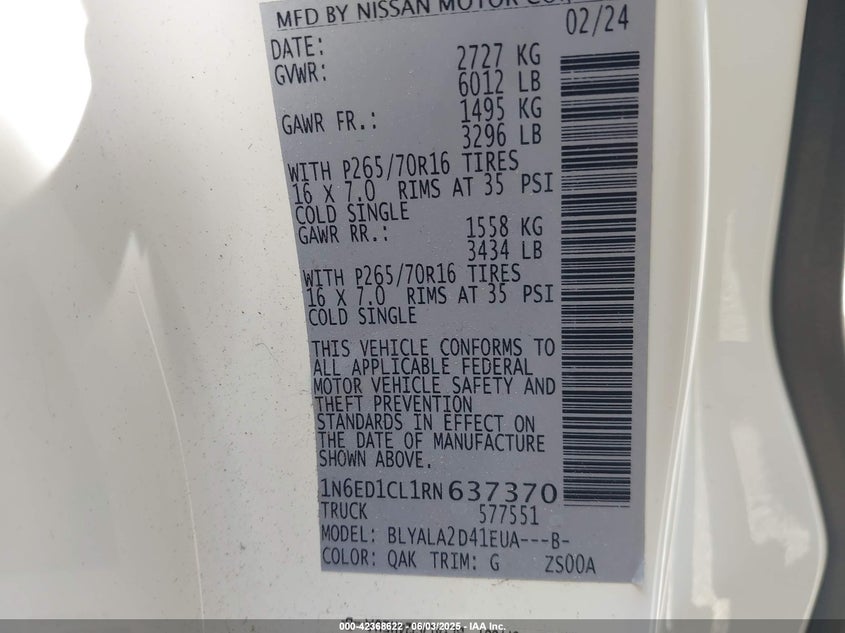 MFD BY NISSAN MOTOR CO.,
DATE: 02/24
GVWR: 2727 KG
6012 LB
GAWR FR.: 1495 KG
3296 LB
WITH P265/70R16 TIRES
16 X 7.0 RIMS AT 35 PSI
COLD SINGLE
GAWR RR.: 1558 KG
3434 LB
WITH P265/70R16 TIRES
16 X 7.0 RIMS AT 35 PSI
COLD SINGLE
THIS VEHICLE CONFORMS TO
ALL APPLICABLE FEDERAL
MOTOR VEHICLE SAFETY AND
THEFT PREVENTION
STANDARDS IN EFFECT ON
THE DATE OF MANUFACTURE
SHOWN ABOVE.
1N6ED1CL1RN637370
TRUCK 577551
MODEL: BLYALA2D41EUA---B-
COLOR: QAK TRIM: G ZS00A
000-42368622 - 06/03/2025 - IAA Inc.